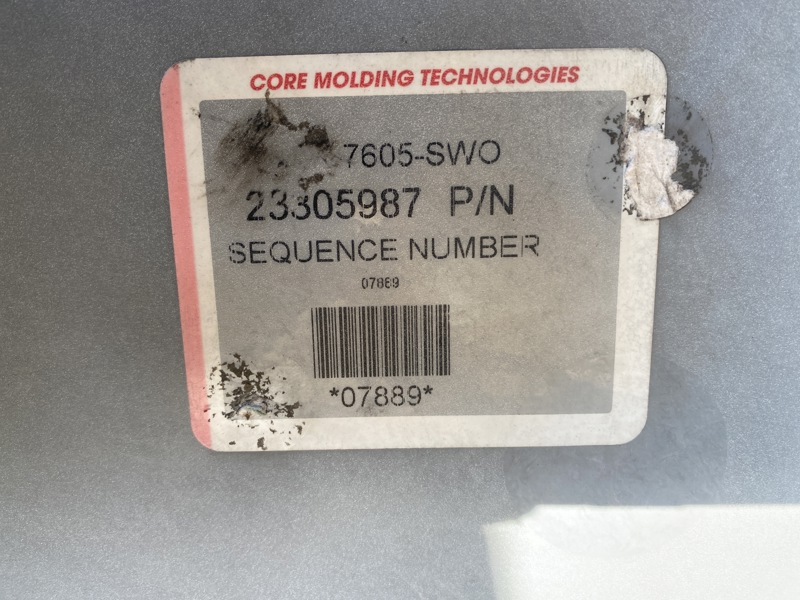 CORE MOLDING TECHNOLOGIES
7605-SWO
23305987 P/N
SEQUENCE NUMBER
07889
*07889*